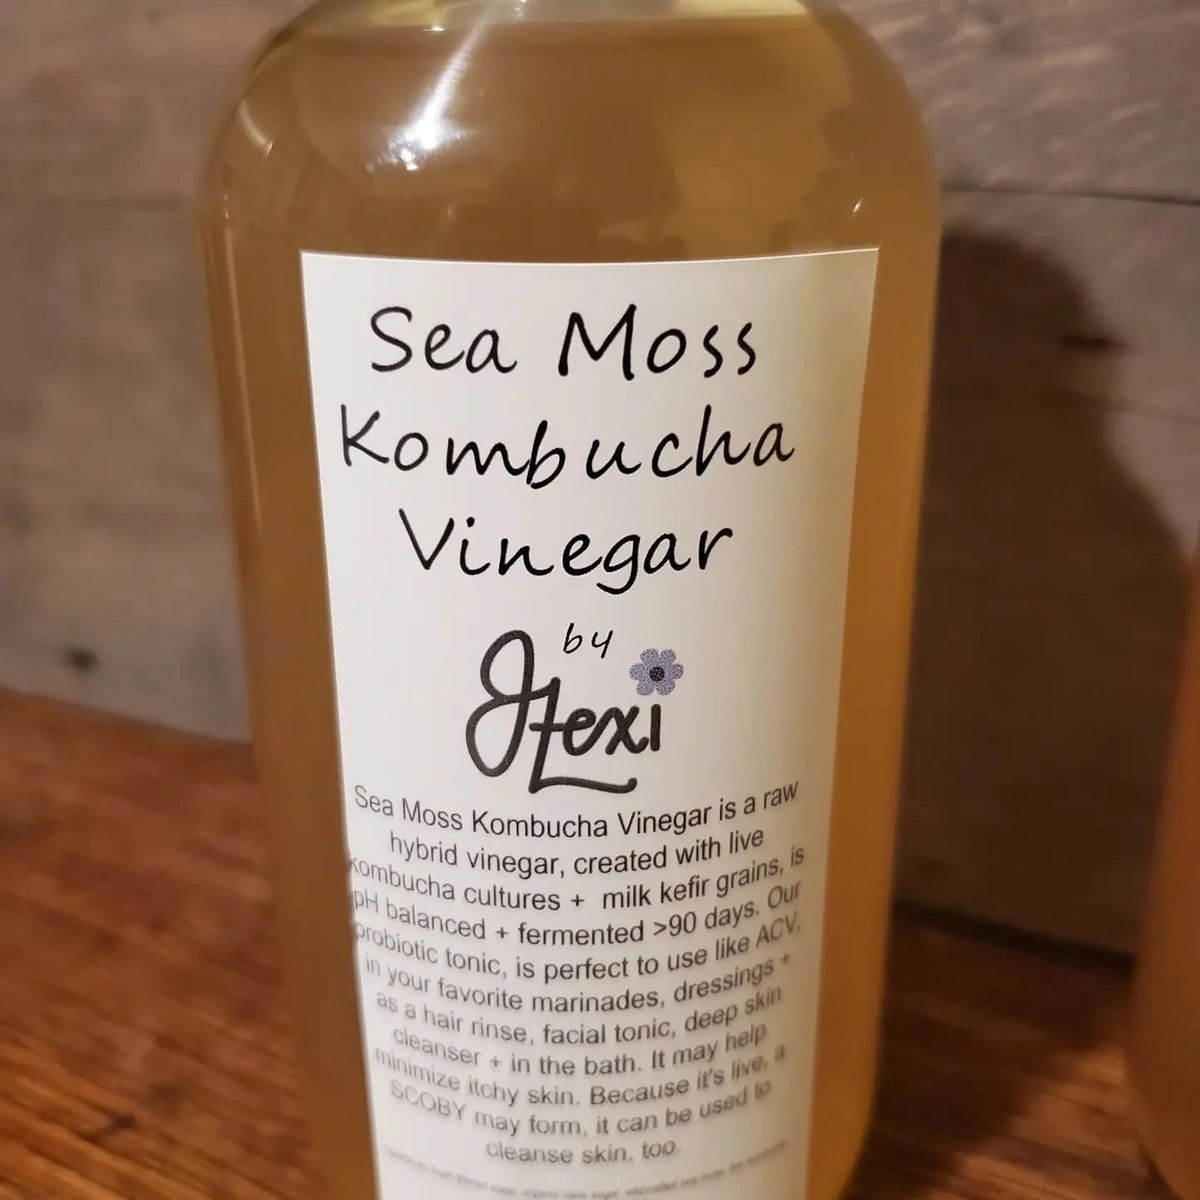 Sea Moss
Kombucha
Vinegar
by
Sea Moss Kombucha Vinegar is a raw
hybrid vinegar, created with live
kombucha cultures + milk kefir grains, is
pH balanced + fermented >90 days. Our
probiotic tonic, is perfect to use like ACV,
in your favorite marinades, dressings +
as a hair rinse, facial tonic, deep skin
cleanser + in the bath. It may help
minimize itchy skin. Because it's live, a
SCOBY may form, it can be used to
cleanse skin, too.